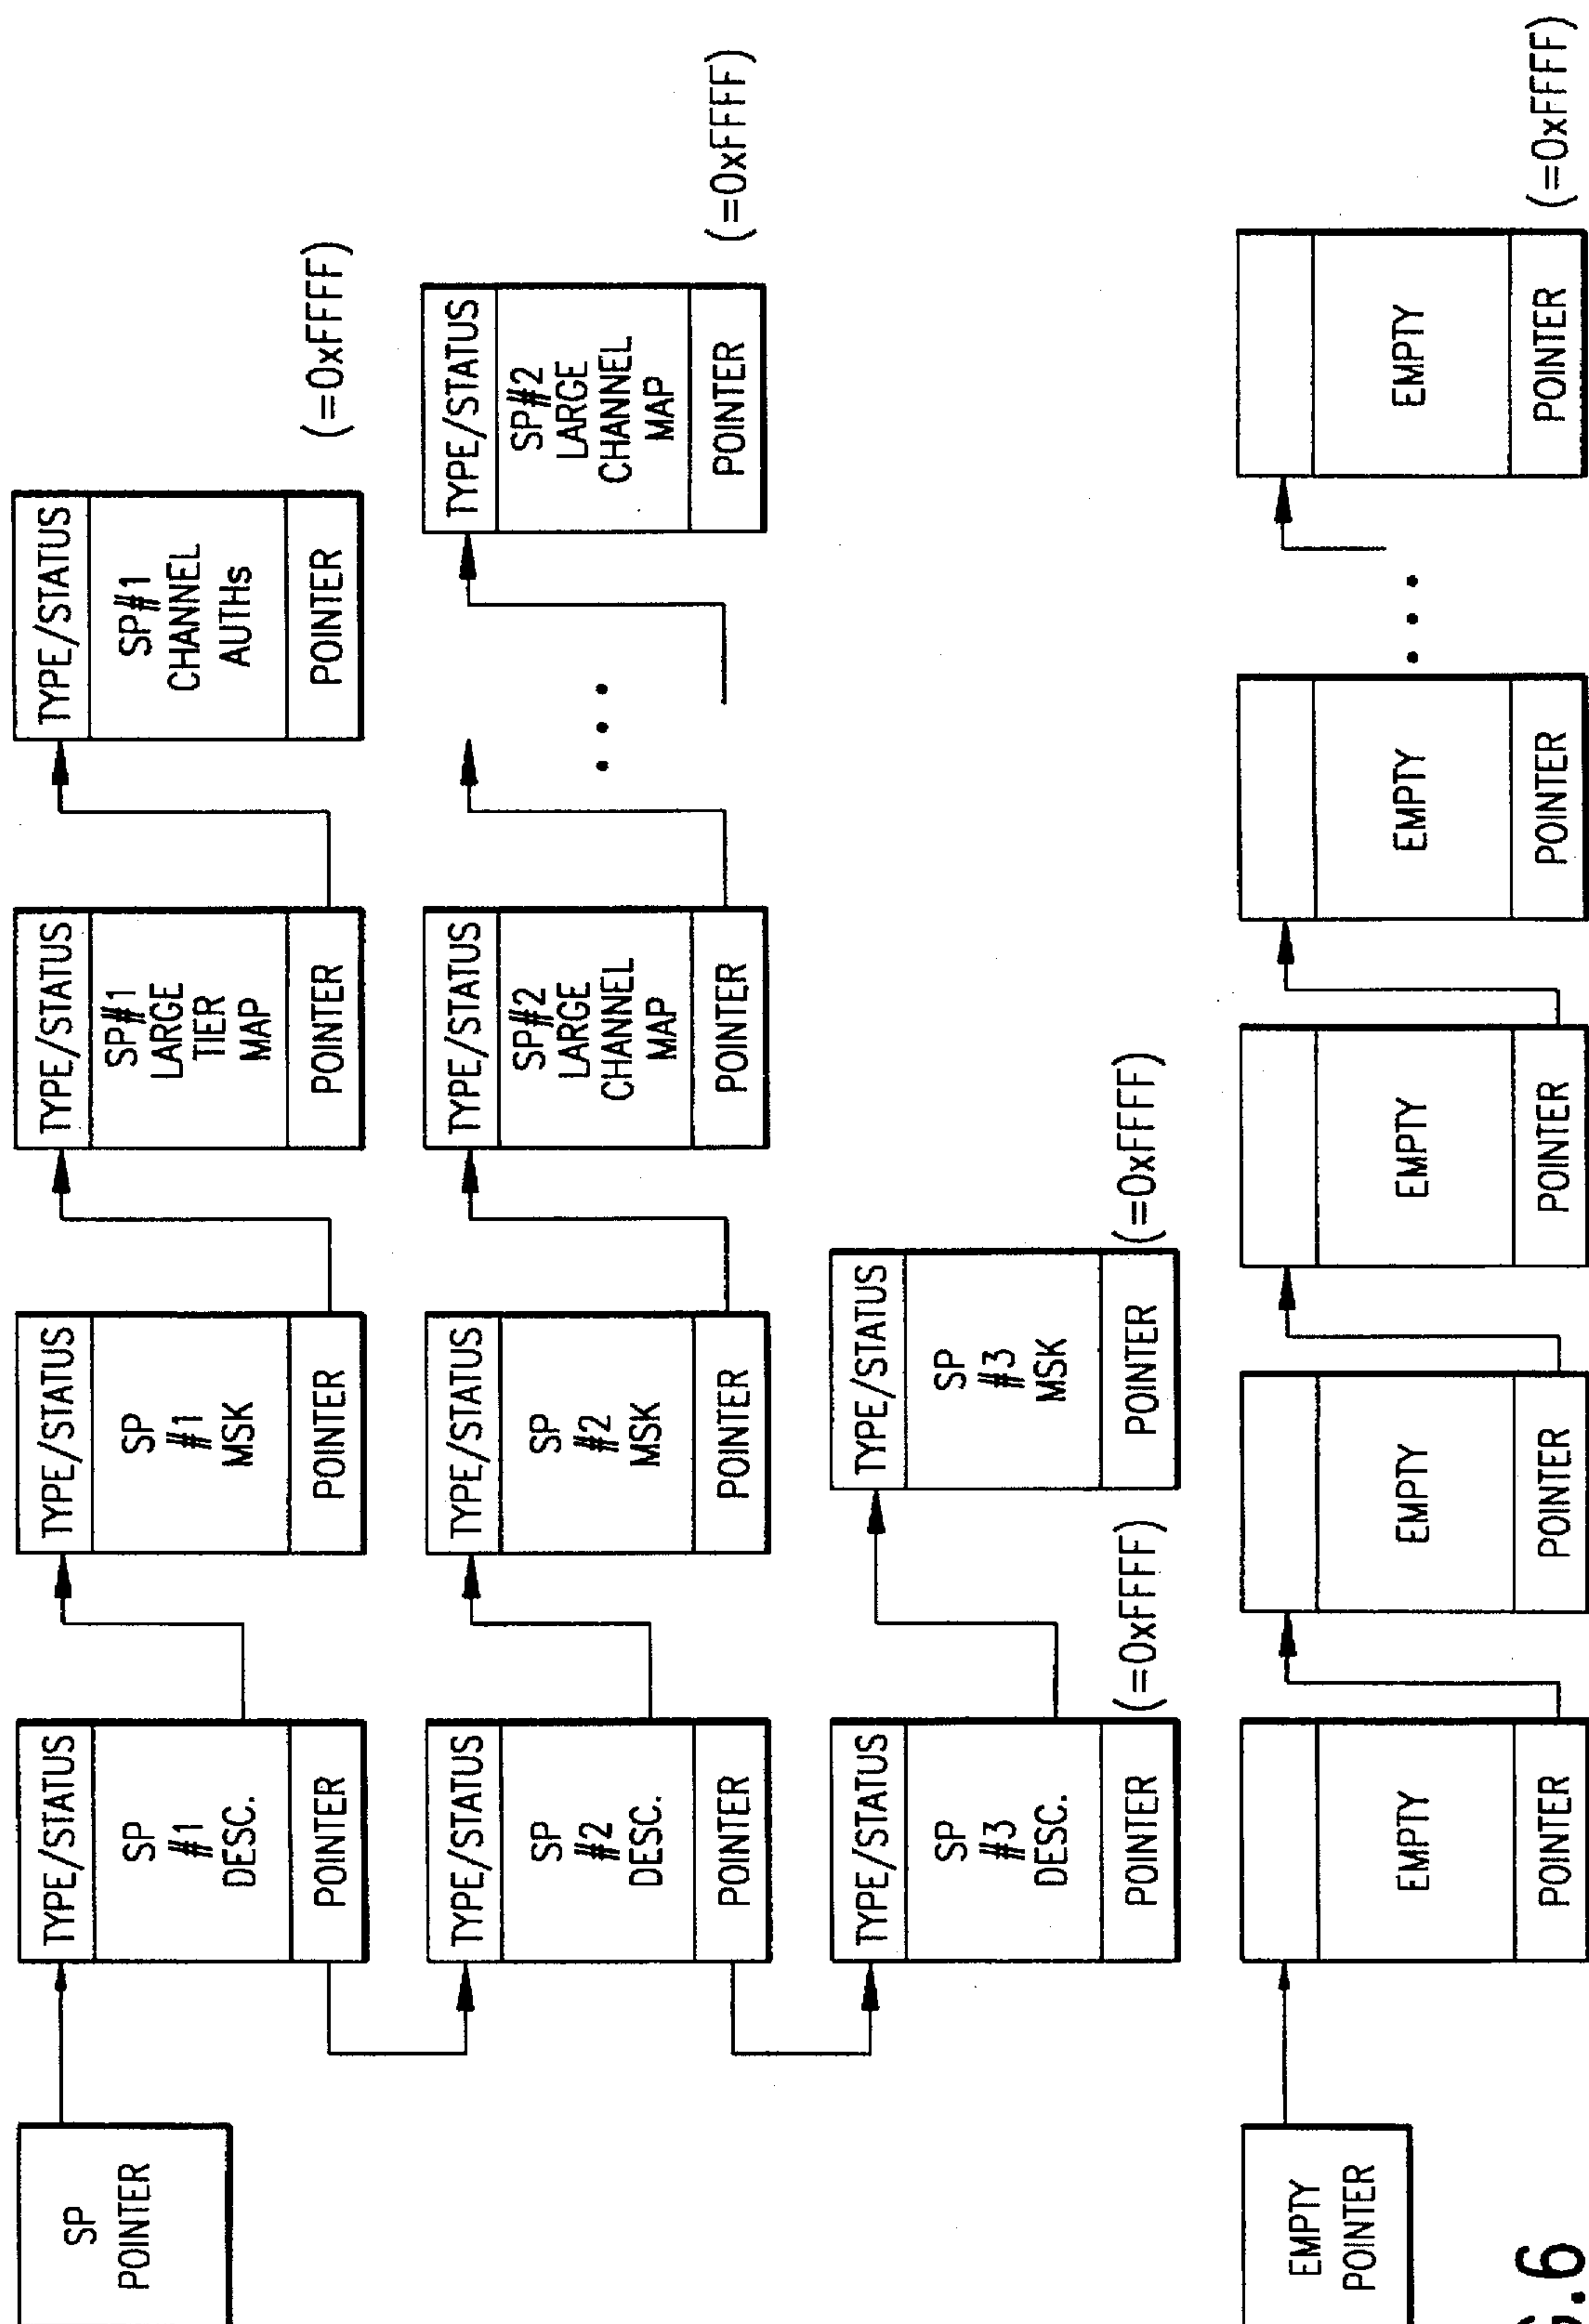 SP
POINTER
TYPE/STATUS
SP
#1
DESC.
POINTER
TYPE/STATUS
SP
#1
MSK
POINTER
TYPE/STATUS
SP#1
LARGE
TIER
MAP
POINTER
TYPE/STATUS
SP#1
CHANNEL
AUTHs
POINTER
(=0xFFFF)
TYPE/STATUS
SP
#2
DESC.
POINTER
TYPE/STATUS
SP
#2
MSK
POINTER
TYPE/STATUS
SP#2
LARGE
CHANNEL
MAP
POINTER
• • •
TYPE/STATUS
SP#2
LARGE
CHANNEL
MAP
POINTER
(=0xFFFF)
TYPE/STATUS
SP
#3
DESC.
POINTER
(=0xFFFF)
TYPE/STATUS
SP
#3
MSK
POINTER
(=0xFFFF)
EMPTY
POINTER
EMPTY
POINTER
EMPTY
POINTER
EMPTY
POINTER
EMPTY
POINTER
• • •
EMPTY
POINTER
(=0xFFFF)
G.6